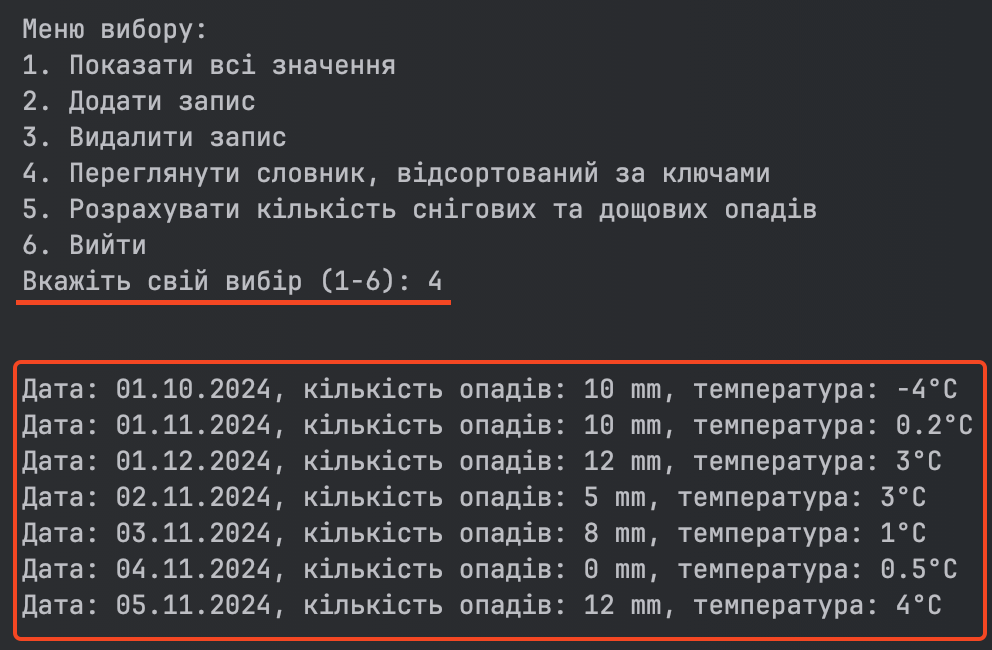 Меню вибору:
1. Показати всі значення
2. Додати запис
3. Видалити запис
4. Переглянути словник, відсортований за ключами
5. Розрахувати кількість снігових та дощових опадів
6. Вийти
Вкажіть свій вибір (1-6): 4
Дата: 01.10.2024, кількість опадів: 10 mm, температура: -4°C
Дата: 01.11.2024, кількість опадів: 10 mm, температура: 0.2°C
Дата: 01.12.2024, кількість опадів: 12 mm, температура: 3°C
Дата: 02.11.2024, кількість опадів: 5 mm, температура: 3°C
Дата: 03.11.2024, кількість опадів: 8 mm, температура: 1°C
Дата: 04.11.2024, кількість опадів: 0 mm, температура: 0.5°C
Дата: 05.11.2024, кількість опадів: 12 mm, температура: 4°C